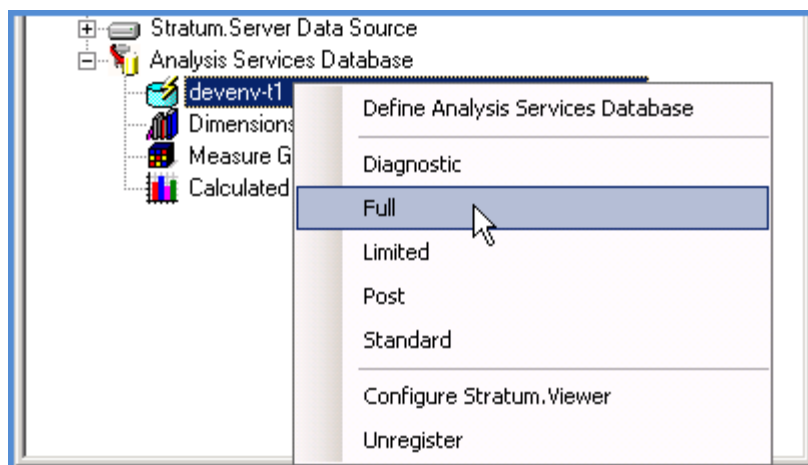 Stratum.Server Data Source
Analysis Services Database
devenv-t1
Dimensions
Measure G
Calculated
Define Analysis Services Database
Diagnostic
Full
Limited
Post
Standard
Configure Stratum.Viewer
Unregister